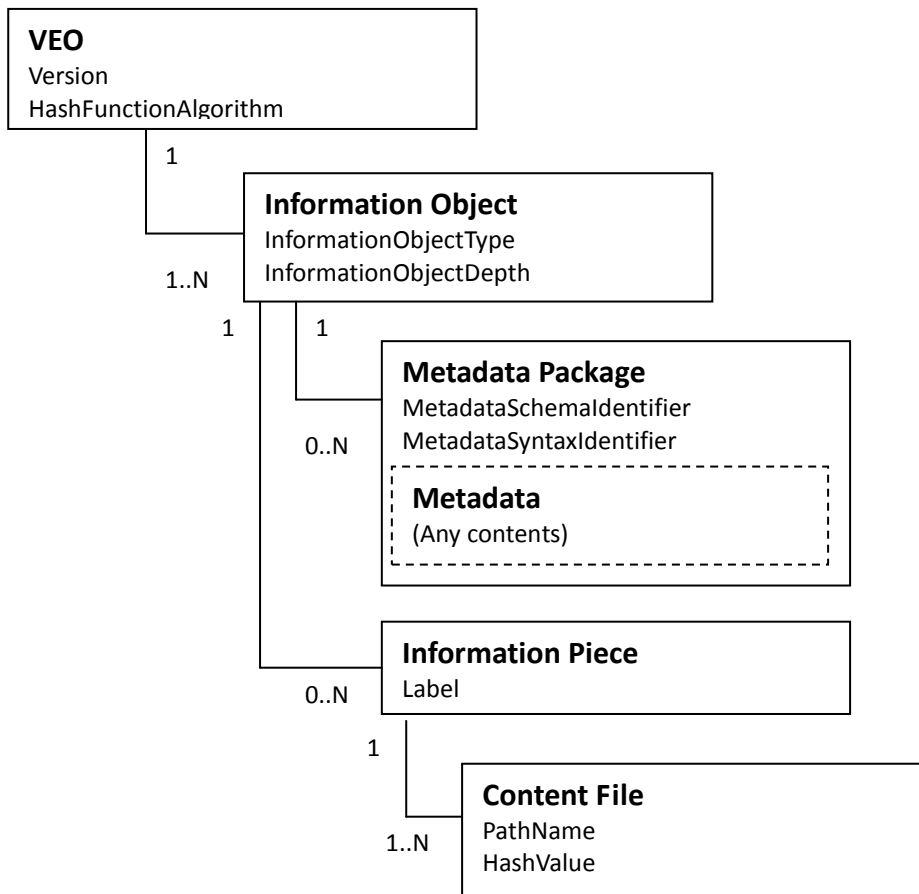 VEO
Version
HashFunctionAlgorithm
1
Information Object
InformationObjectType
InformationObjectDepth
1..N
1
1
Metadata Package
MetadataSchemaIdentifier
MetadataSyntaxIdentifier
0..N
Metadata
(Any contents)
Information Piece
Label
0..N
1
Content File
PathName
HashValue
1..N